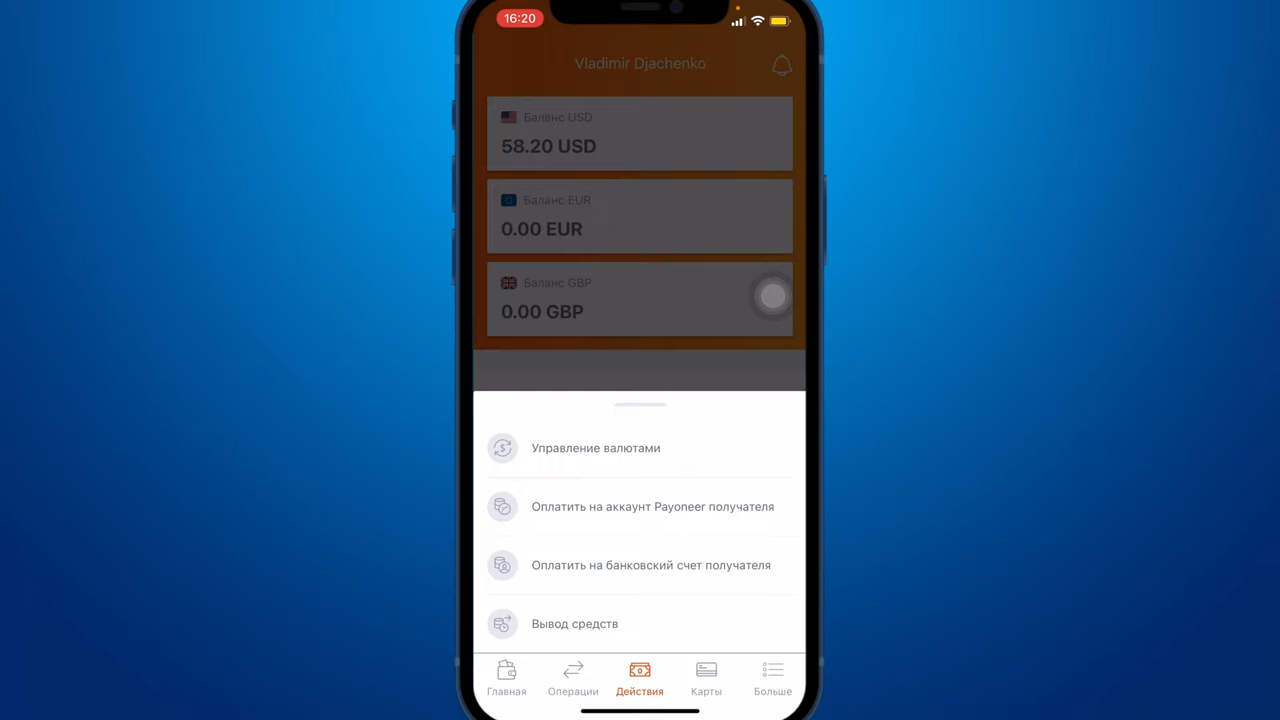 16:20
Vladimir Djachenko
Баланс USD
58.20 USD
Баланс EUR
0.00 EUR
Баланс GBP
0.00 GBP
Управление валютами
Оплатить на аккаунт Payoneer получателя
Оплатить на банковский счет получателя
Вывод средств
Главная
Операции
Действия
Карты
Больше